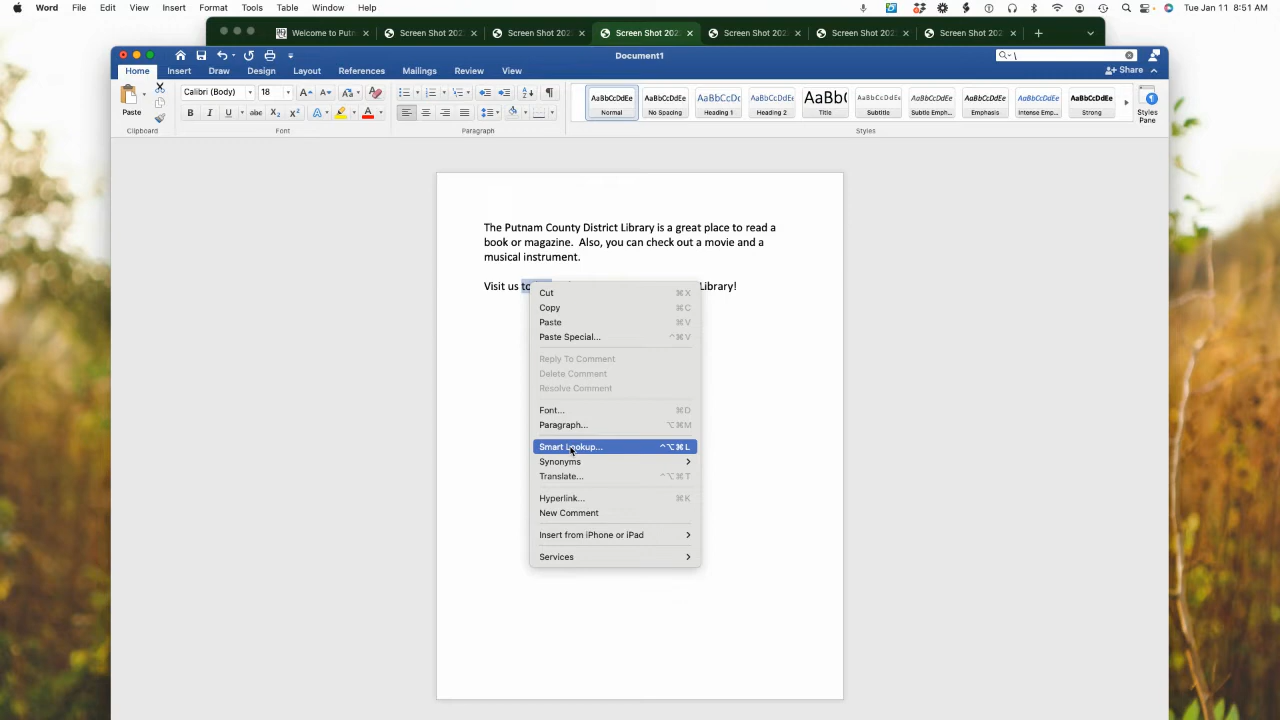 Word File Edit View Insert Format Tools Table Window Help Tue Jan 11 8:51 AM
Welcome to Putn Screen Shot 202 Screen Shot 202 Screen Shot 202 Screen Shot 202 Screen Shot 202 Screen Shot 202
Document1
\
Home Insert Draw Design Layout References Mailings Review View Share
Calibri (Body) 18
AaBbCcDdEe AaBbCcDdEe AaBbCcDc AaBbCcDdEe AaBb( AaBbCcDdEe AaBbCcDdEe AaBbCcDdEe AaBbCcDdEe AaBbCcDdEe
Paste Normal No Spacing Heading 1 Heading 2 Title Subtitle Subtle Emph... Emphasis Intense Emp... Strong Styles Pane
Clipboard Font Paragraph Styles
The Putnam County District Library is a great place to read a
book or magazine. Also, you can check out a movie and a
musical instrument.
Visit us Library!
Cut ⌘X
Copy ⌘C
Paste ⌘V
Paste Special... ^⌘V
Reply To Comment
Delete Comment
Resolve Comment
Font... ⌘D
Paragraph... ⌥⌘M
Smart Lookup... ^⌥⌘L
Synonyms
Translate... ^⌥⌘T
Hyperlink... ⌘K
New Comment
Insert from iPhone or iPad
Services